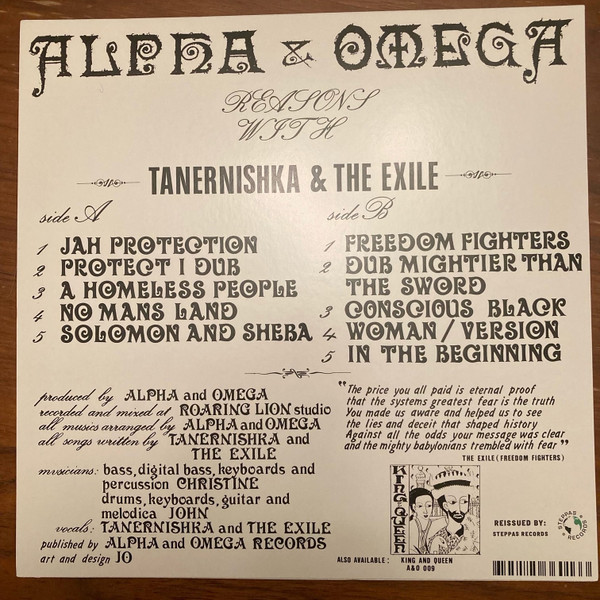 ALPHA & OMEGA
REASONS
WITH
TANERNISHKA & THE EXILE
side A
1 JAH PROTECTION
2 PROTECT I DUB
3 A HOMELESS PEOPLE
4 NO MANS LAND
5 SOLOMON AND SHEBA
side B
1 FREEDOM FIGHTERS
2 DUB MIGHTIER THAN
THE SWORD
3 CONSCIOUS BLACK
4 WOMAN / VERSION
5 IN THE BEGINNING
produced by ALPHA and OMEGA
recorded and mixed at ROARING LION studio
all musics arranged by ALPHA and OMEGA
all songs written by TANERNISHKA and
THE EXILE
musicians: bass, digital bass, keyboards and
percussion CHRISTINE
drums, keyboards, guitar and
melodica JOHN
vocals: TANERNISHKA and THE EXILE
published by ALPHA and OMEGA RECORDS
art and design JO
"The price you all paid is eternal proof
that the systems greatest fear is the truth
You made us aware and helped us to see
the lies and deceit that shaped history
Against all the odds your message was clear
and the mighty babylonians trembled with fear"
THE EXILE (FREEDOM FIGHTERS)
KING QUEEN
ALSO AVAILABLE : KING AND QUEEN
A&O 009
REISSUED BY:
STEPPAS RECORDS
STEPPAS RECORDS